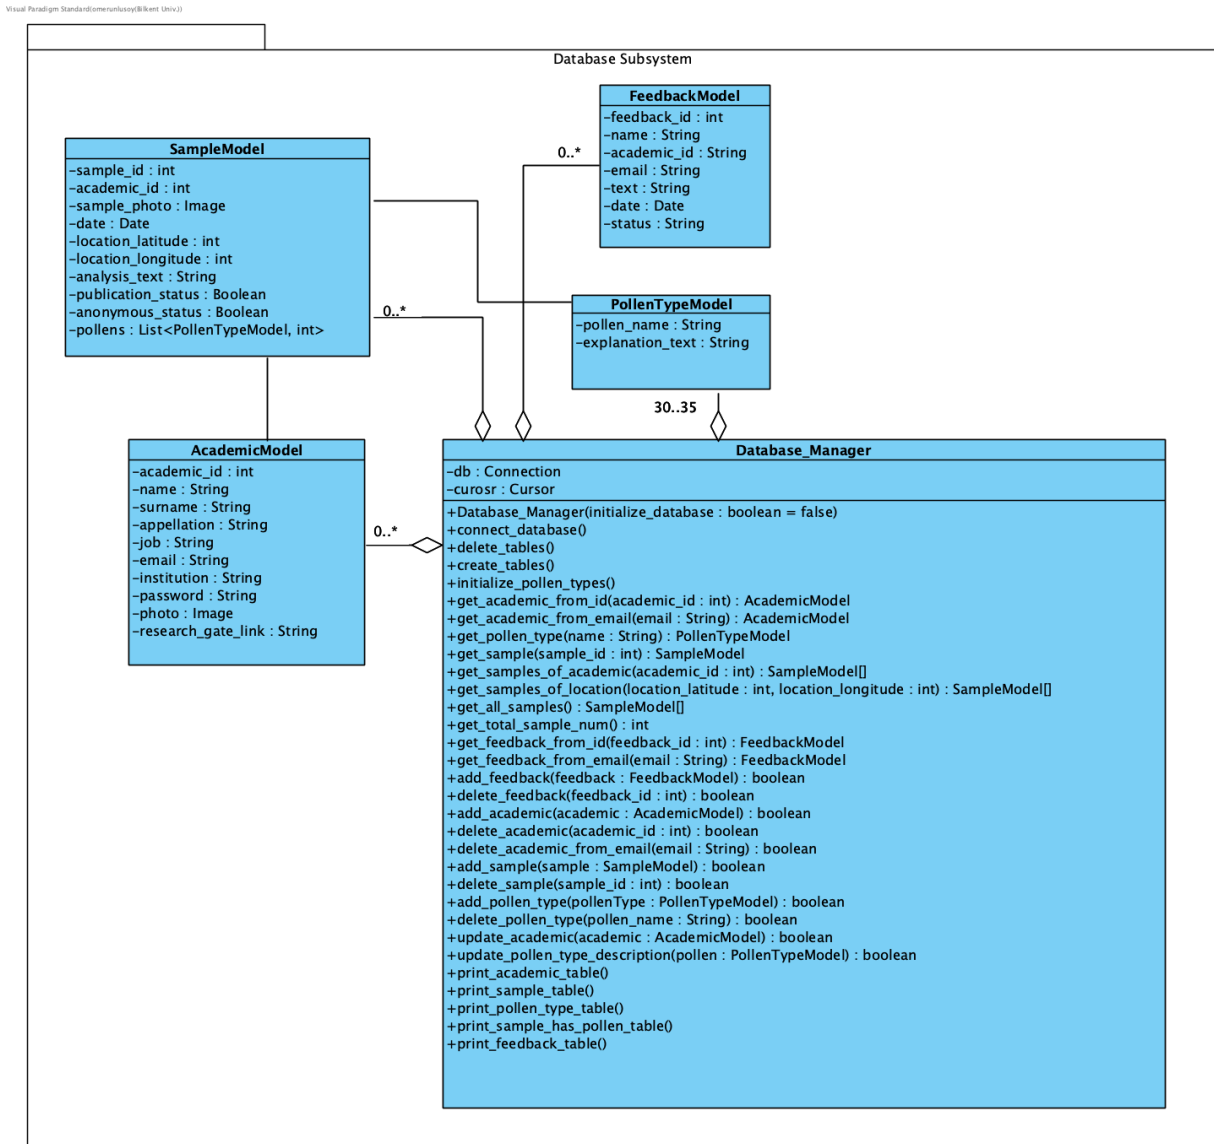 Visual Paradigm Standard(omerunlusoy(Bilkent Univ.))
Database Subsystem
FeedbackModel
-feedback_id : int
-name : String
-academic_id : String
-email : String
-text : String
-date : Date
-status : String
0..*
SampleModel
-sample_id : int
-academic_id : int
-sample_photo : Image
-date : Date
-location_latitude : int
-location_longitude : int
-analysis_text : String
-publication_status : Boolean
-anonymous_status : Boolean
-pollens : List<PollenTypeModel, int>
0..*
PollenTypeModel
-pollen_name : String
-explanation_text : String
30..35
AcademicModel
-academic_id : int
-name : String
-surname : String
-appellation : String
-job : String
-email : String
-institution : String
-password : String
-photo : Image
-research_gate_link : String
0..*
Database_Manager
-db : Connection
-curosr : Cursor
+Database_Manager(initialize_database : boolean = false)
+connect_database()
+delete_tables()
+create_tables()
+initialize_pollen_types()
+get_academic_from_id(academic_id : int) : AcademicModel
+get_academic_from_email(email : String) : AcademicModel
+get_pollen_type(name : String) : PollenTypeModel
+get_sample(sample_id : int) : SampleModel
+get_samples_of_academic(academic_id : int) : SampleModel[]
+get_samples_of_location(location_latitude : int, location_longitude : int) : SampleModel[]
+get_all_samples() : SampleModel[]
+get_total_sample_num() : int
+get_feedback_from_id(feedback_id : int) : FeedbackModel
+get_feedback_from_email(email : String) : FeedbackModel
+add_feedback(feedback : FeedbackModel) : boolean
+delete_feedback(feedback_id : int) : boolean
+add_academic(academic : AcademicModel) : boolean
+delete_academic(academic_id : int) : boolean
+delete_academic_from_email(email : String) : boolean
+add_sample(sample : SampleModel) : boolean
+delete_sample(sample_id : int) : boolean
+add_pollen_type(pollenType : PollenTypeModel) : boolean
+delete_pollen_type(pollen_name : String) : boolean
+update_academic(academic : AcademicModel) : boolean
+update_pollen_type_description(pollen : PollenTypeModel) : boolean
+print_academic_table()
+print_sample_table()
+print_pollen_type_table()
+print_sample_has_pollen_table()
+print_feedback_table()